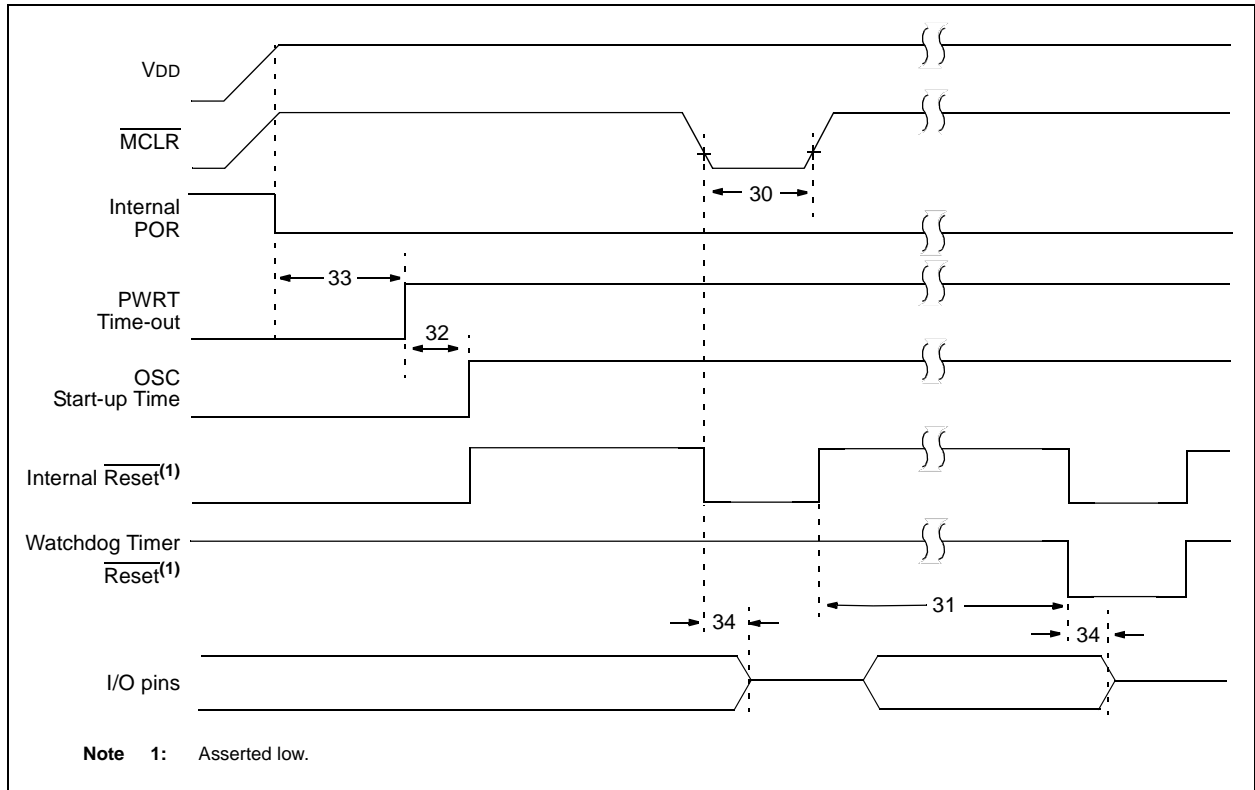 VDD
MCLR
30
Internal
POR
33
PWRT
Time-out
32
OSC
Start-up Time
Internal Reset(1)
Watchdog Timer
Reset(1)
31
34
34
I/O pins
Note 1: Asserted low.